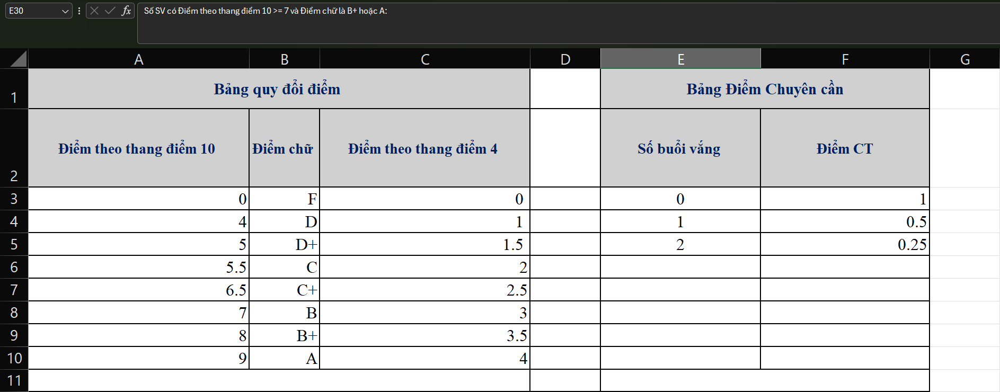 E30 fx Số SV có Điểm theo thang điểm 10 >= 7 và Điểm chữ là B+ hoặc A:
A B C D E F G
1 Bảng quy đổi điểm Bảng Điểm Chuyên cần
2 Điểm theo thang điểm 10 Điểm chữ Điểm theo thang điểm 4 Số buổi vắng Điểm CT
3 0 F 0 0 1
4 4 D 1 1 0.5
5 5 D+ 1.5 2 0.25
6 5.5 C 2
7 6.5 C+ 2.5
8 7 B 3
9 8 B+ 3.5
10 9 A 4
11